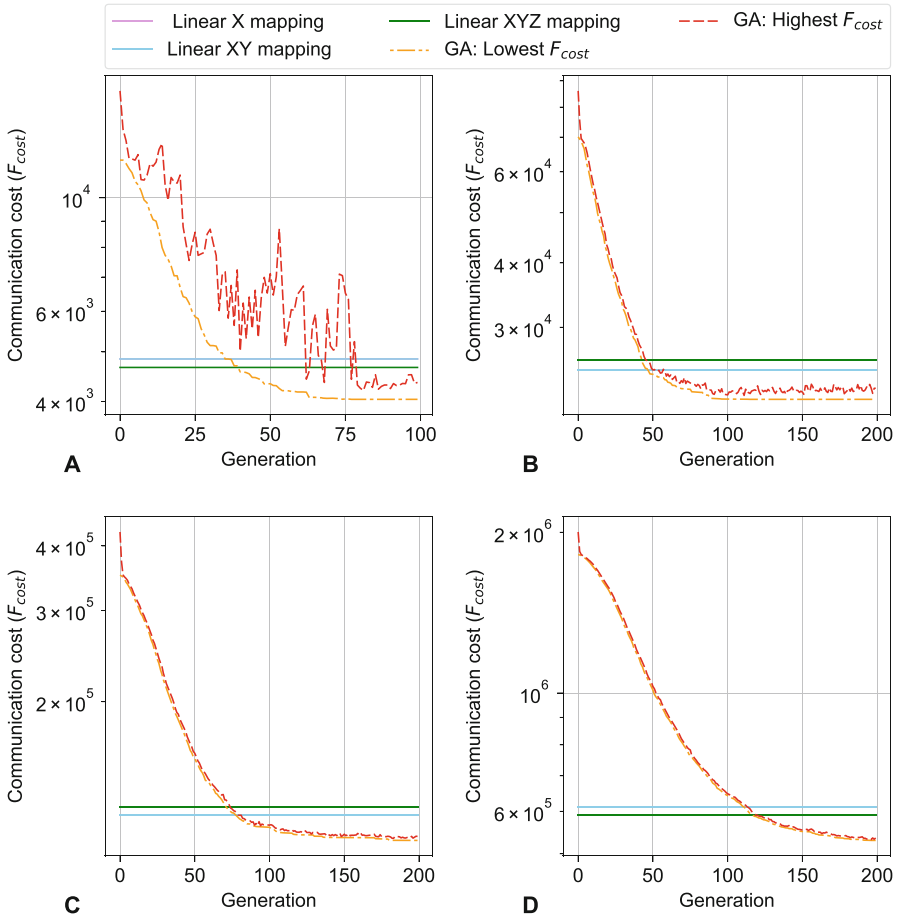 Linear X mapping
Linear XY mapping
Linear XYZ mapping
GA: Lowest F_cost
GA: Highest F_cost
Communication cost (F_cost)
10^4
6 × 10^3
4 × 10^3
0 25 50 75 100
Generation
A
Communication cost (F_cost)
6 × 10^4
4 × 10^4
3 × 10^4
0 50 100 150 200
Generation
B
Communication cost (F_cost)
4 × 10^5
3 × 10^5
2 × 10^5
0 50 100 150 200
Generation
C
Communication cost (F_cost)
2 × 10^6
10^6
6 × 10^5
0 50 100 150 200
Generation
D